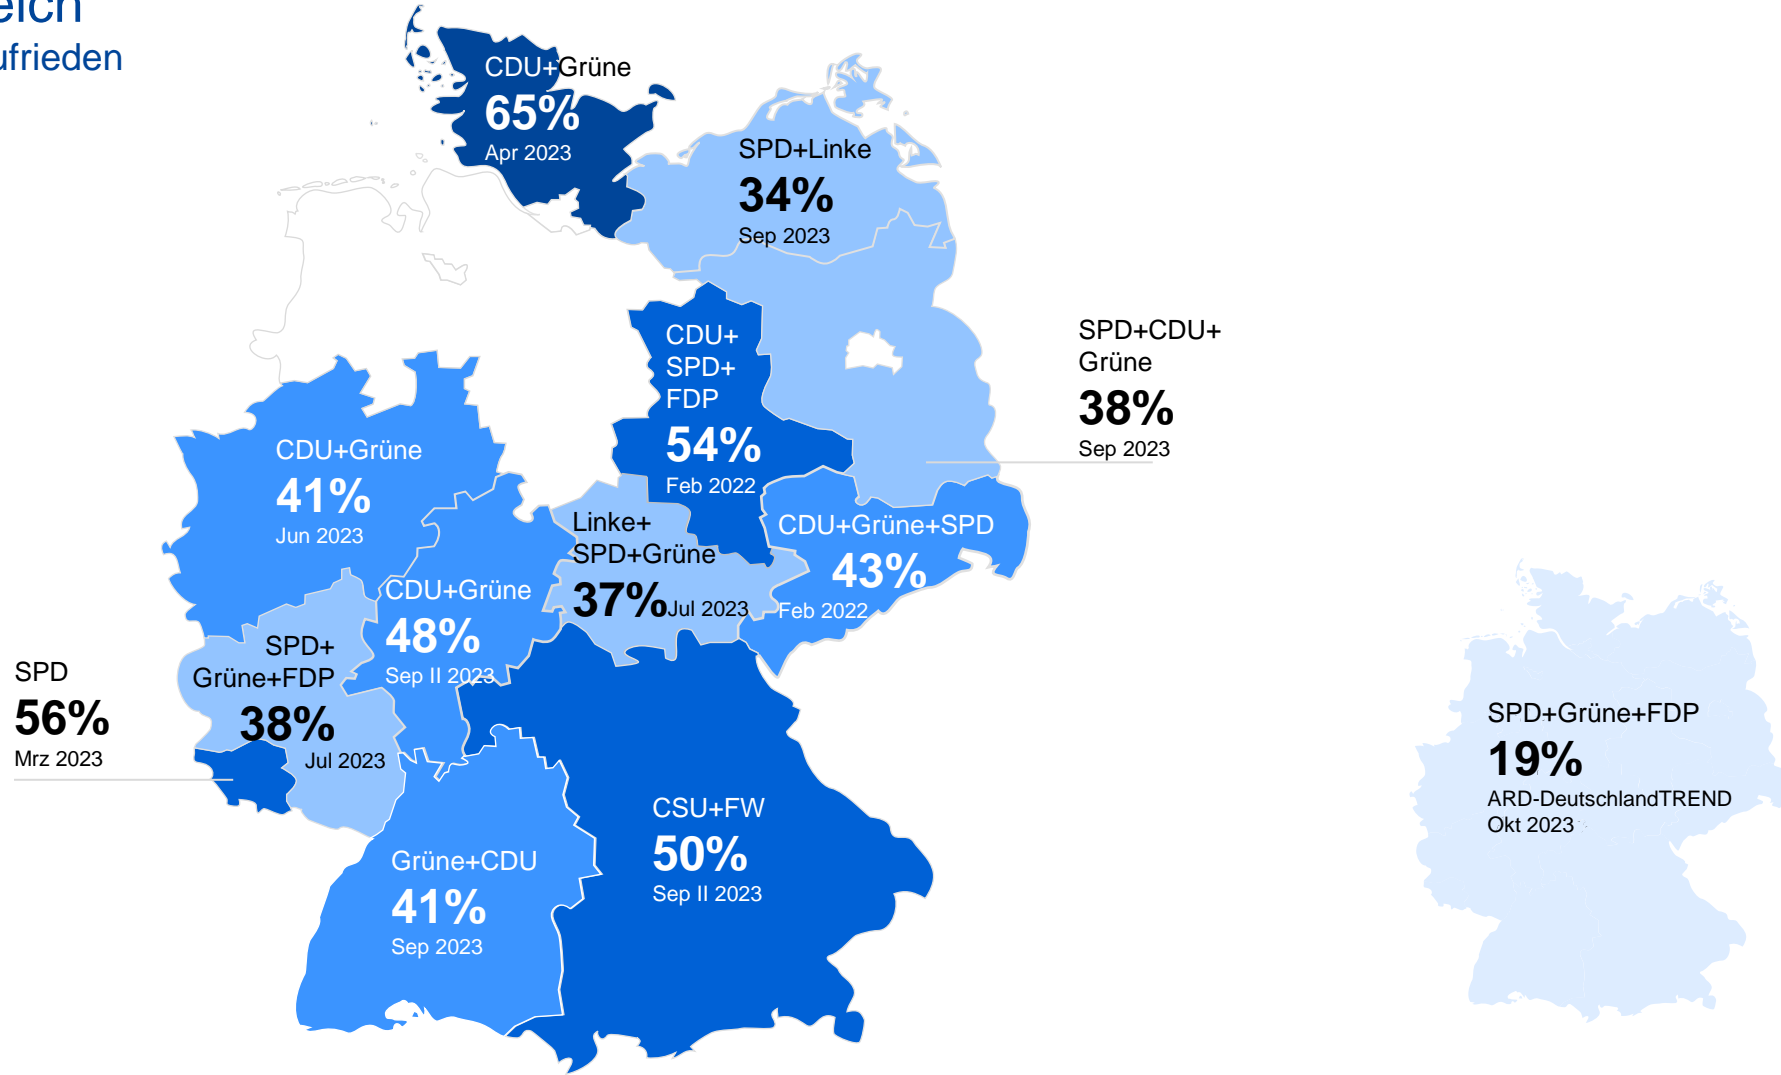 ufrieden
CDU+Grüne
65%
Apr 2023
SPD+Linke
34%
Sep 2023
SPD+CDU+
Grüne
38%
Sep 2023
CDU+
SPD+
FDP
54%
Feb 2022
CDU+Grüne
41%
Jun 2023
Linke+
SPD+Grüne
37% Jul 2023
CDU+Grüne+SPD
43%
Feb 2022
CDU+Grüne
48%
Sep II 2023
SPD+
Grüne+FDP
38%
Jul 2023
SPD
56%
Mrz 2023
CSU+FW
50%
Sep II 2023
Grüne+CDU
41%
Sep 2023
SPD+Grüne+FDP
19%
ARD-DeutschlandTREND
Okt 2023